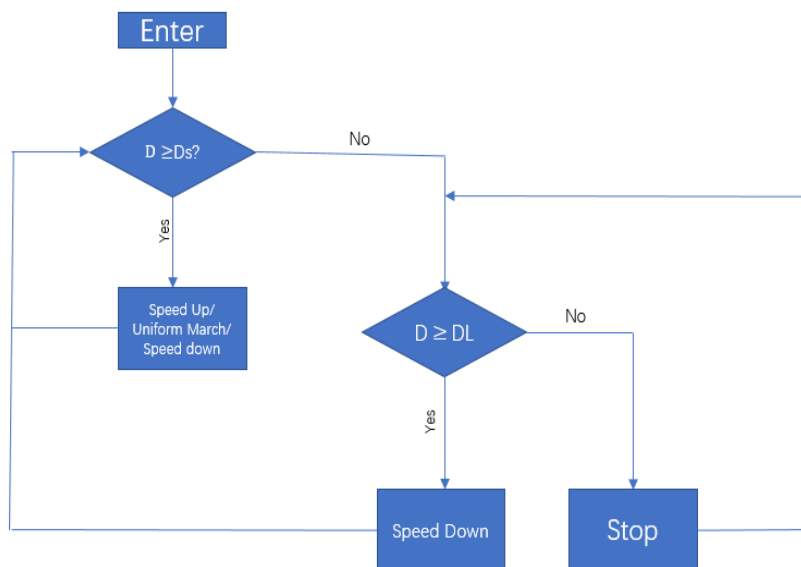 Enter
D ≥Ds?
No
Yes
Speed Up/
Uniform March/
Speed down
D ≥ DL
No
Yes
Speed Down
Stop